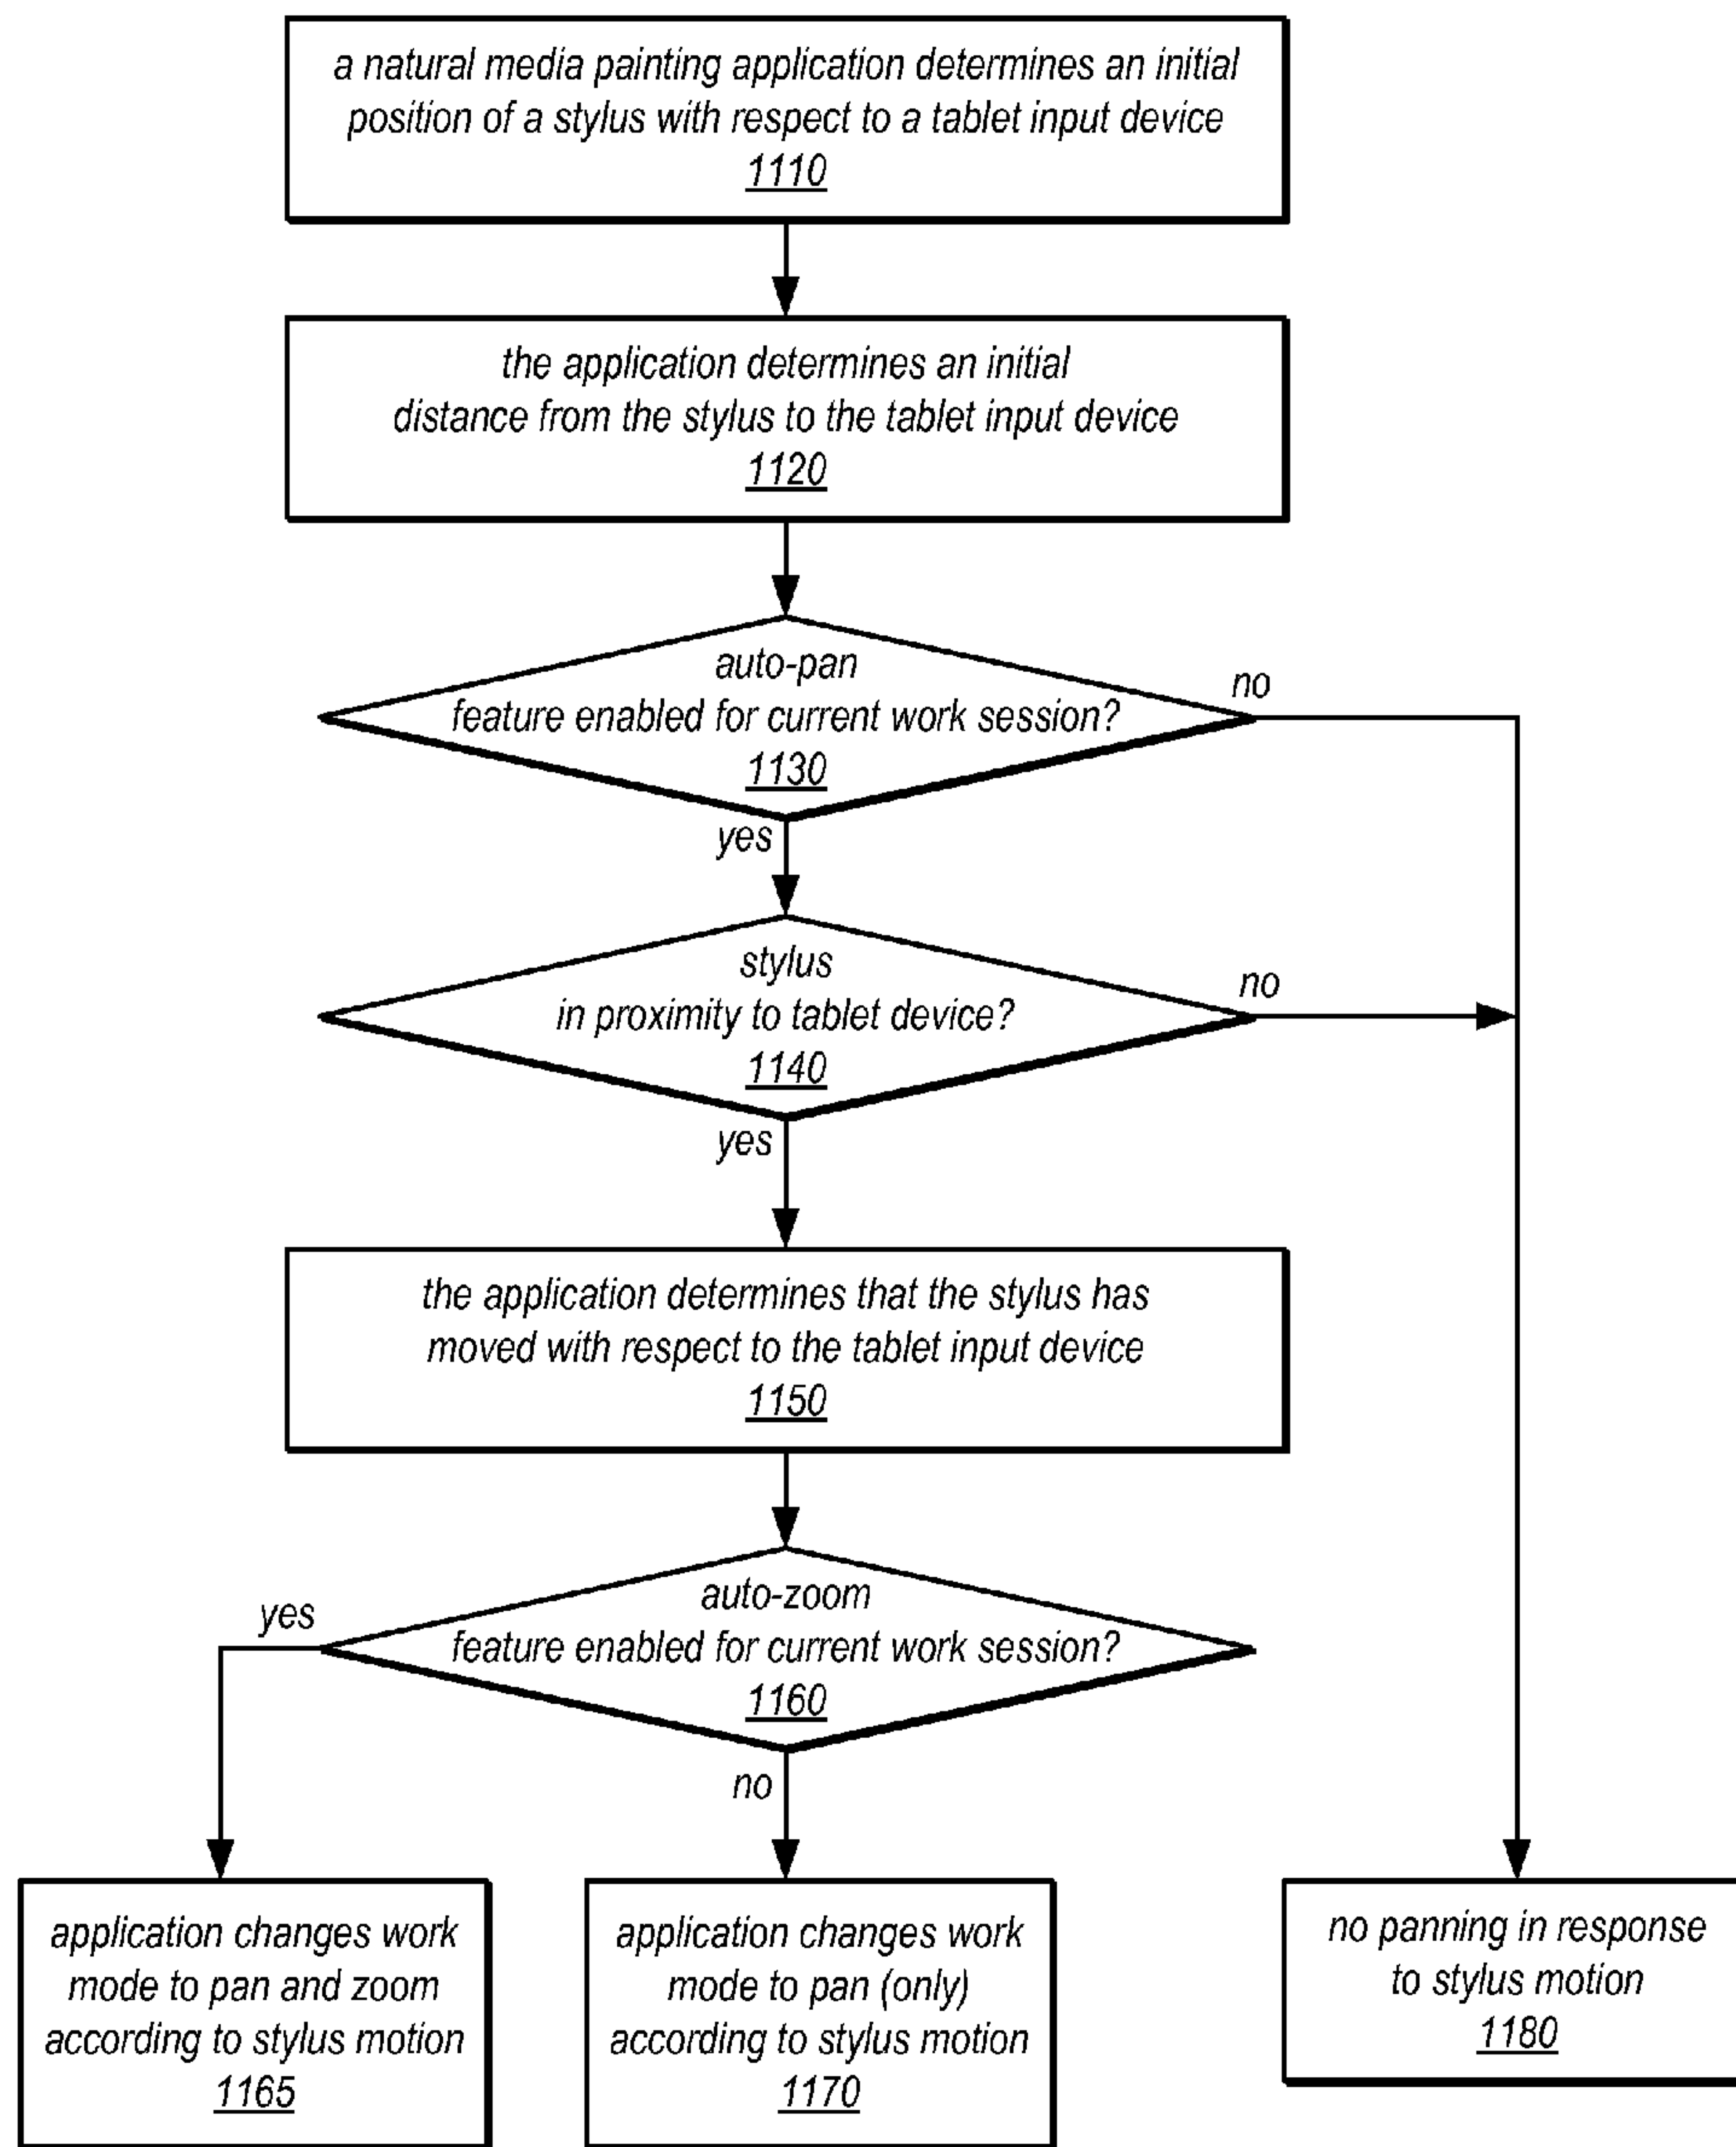 a natural media painting application determines an initial
position of a stylus with respect to a tablet input device
1110
the application determines an initial
distance from the stylus to the tablet input device
1120
auto-pan
feature enabled for current work session?
1130
no
yes
stylus
in proximity to tablet device?
1140
no
yes
the application determines that the stylus has
moved with respect to the tablet input device
1150
auto-zoom
feature enabled for current work session?
1160
yes
no
application changes work
mode to pan and zoom
according to stylus motion
1165
application changes work
mode to pan (only)
according to stylus motion
1170
no panning in response
to stylus motion
1180